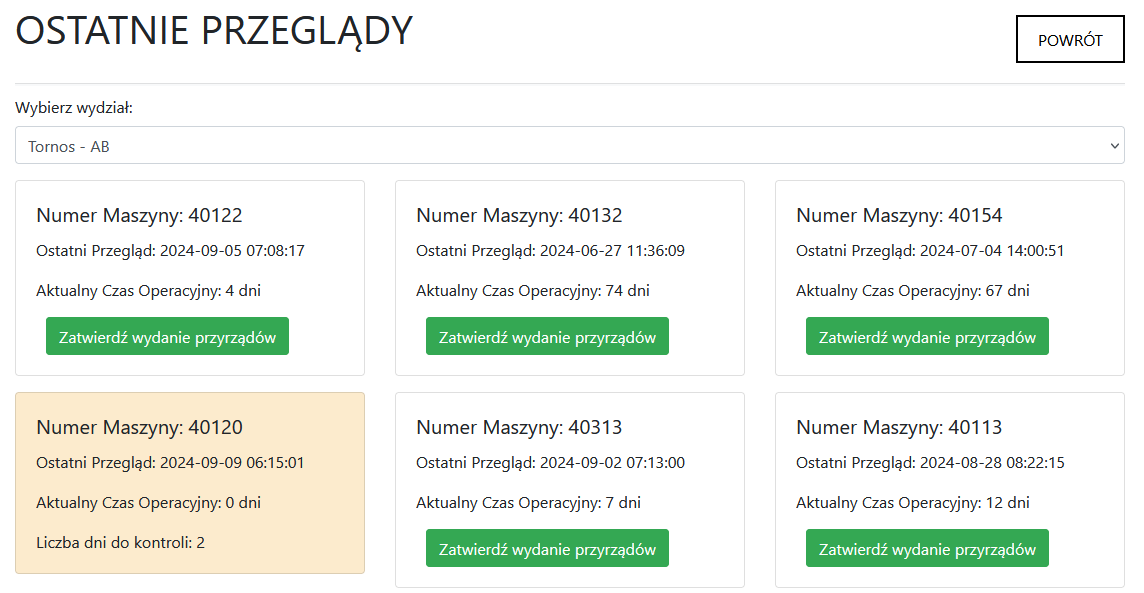 OSTATNIE PRZEGLĄDY
POWRÓT
Wybierz wydział:
Tornos - AB
Numer Maszyny: 40122
Ostatni Przegląd: 2024-09-05 07:08:17
Aktualny Czas Operacyjny: 4 dni
Zatwierdź wydanie przyrządów
Numer Maszyny: 40132
Ostatni Przegląd: 2024-06-27 11:36:09
Aktualny Czas Operacyjny: 74 dni
Zatwierdź wydanie przyrządów
Numer Maszyny: 40154
Ostatni Przegląd: 2024-07-04 14:00:51
Aktualny Czas Operacyjny: 67 dni
Zatwierdź wydanie przyrządów
Numer Maszyny: 40120
Ostatni Przegląd: 2024-09-09 06:15:01
Aktualny Czas Operacyjny: 0 dni
Liczba dni do kontroli: 2
Numer Maszyny: 40313
Ostatni Przegląd: 2024-09-02 07:13:00
Aktualny Czas Operacyjny: 7 dni
Zatwierdź wydanie przyrządów
Numer Maszyny: 40113
Ostatni Przegląd: 2024-08-28 08:22:15
Aktualny Czas Operacyjny: 12 dni
Zatwierdź wydanie przyrządów